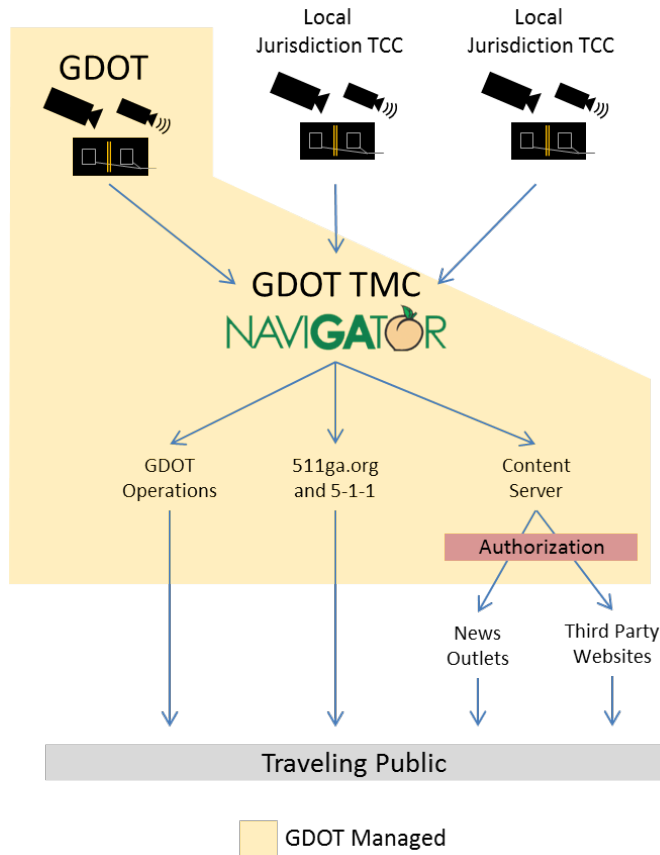 GDOT
Local
Jurisdiction TCC
Local
Jurisdiction TCC
GDOT TMC
NAVIGATOR
GDOT
Operations
511ga.org
and 5-1-1
Content
Server
Authorization
News
Outlets
Third Party
Websites
Traveling Public
GDOT Managed